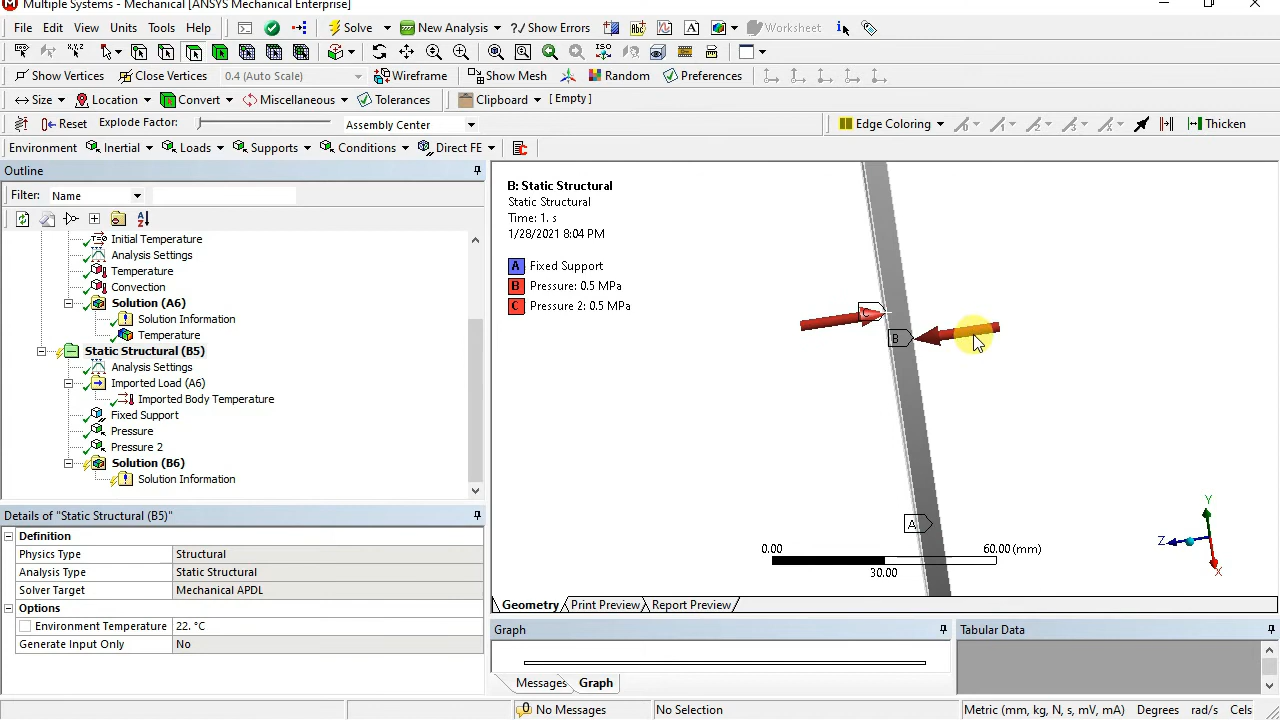 Multiple Systems - Mechanical [ANSYS Mechanical Enterprise]
File Edit View Units Tools Help Solve New Analysis Show Errors A Worksheet
Show Vertices Close Vertices 0.4 (Auto Scale) Wireframe Show Mesh Random Preferences
Size Location Convert Miscellaneous Tolerances Clipboard [Empty]
Reset Explode Factor: Assembly Center Edge Coloring Thicken
Environment Inertial Loads Supports Conditions Direct FE
Outline
Filter: Name
Initial Temperature
Analysis Settings
Temperature
Convection
Solution (A6)
Solution Information
Temperature
Static Structural (B5)
Analysis Settings
Imported Load (A6)
Imported Body Temperature
Fixed Support
Pressure
Pressure 2
Solution (B6)
Solution Information
Details of "Static Structural (B5)"
Definition
Physics Type Structural
Analysis Type Static Structural
Solver Target Mechanical APDL
Options
Environment Temperature 22. °C
Generate Input Only No
B: Static Structural
Static Structural
Time: 1. s
1/28/2021 8:04 PM
A Fixed Support
B Pressure: 0.5 MPa
C Pressure 2: 0.5 MPa
C
B
A
0.00 60.00 (mm)
30.00
Y
Z
X
Geometry Print Preview Report Preview
Graph
Tabular Data
Messages Graph
No Messages No Selection Metric (mm, kg, N, s, mV, mA) Degrees rad/s Cels